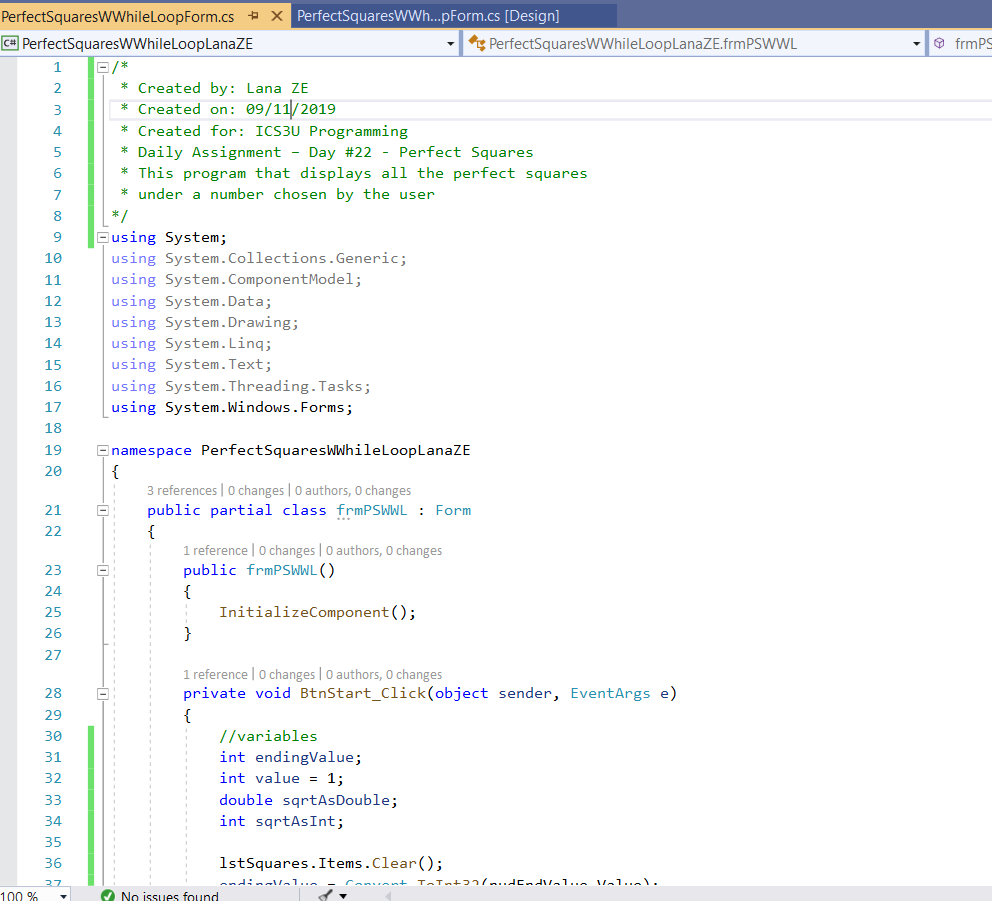 PerfectSquaresWWhileLoopForm.cs PerfectSquaresWWh...pForm.cs [Design]
C# PerfectSquaresWWhileLoopLanaZE PerfectSquaresWWhileLoopLanaZE.frmPSWWL frmPS
1 /*
2 * Created by: Lana ZE
3 * Created on: 09/11/2019
4 * Created for: ICS3U Programming
5 * Daily Assignment – Day #22 - Perfect Squares
6 * This program that displays all the perfect squares
7 * under a number chosen by the user
8 */
9 using System;
10 using System.Collections.Generic;
11 using System.ComponentModel;
12 using System.Data;
13 using System.Drawing;
14 using System.Linq;
15 using System.Text;
16 using System.Threading.Tasks;
17 using System.Windows.Forms;
18
19 namespace PerfectSquaresWWhileLoopLanaZE
20 {
3 references | 0 changes | 0 authors, 0 changes
21 public partial class frmPSWWL : Form
22 {
1 reference | 0 changes | 0 authors, 0 changes
23 public frmPSWWL()
24 {
25 InitializeComponent();
26 }
27
1 reference | 0 changes | 0 authors, 0 changes
28 private void BtnStart_Click(object sender, EventArgs e)
29 {
30 //variables
31 int endingValue;
32 int value = 1;
33 double sqrtAsDouble;
34 int sqrtAsInt;
35
36 lstSquares.Items.Clear();
37 endingValue = Convert.ToInt32(nudEndValue.Value);
100 % No issues found